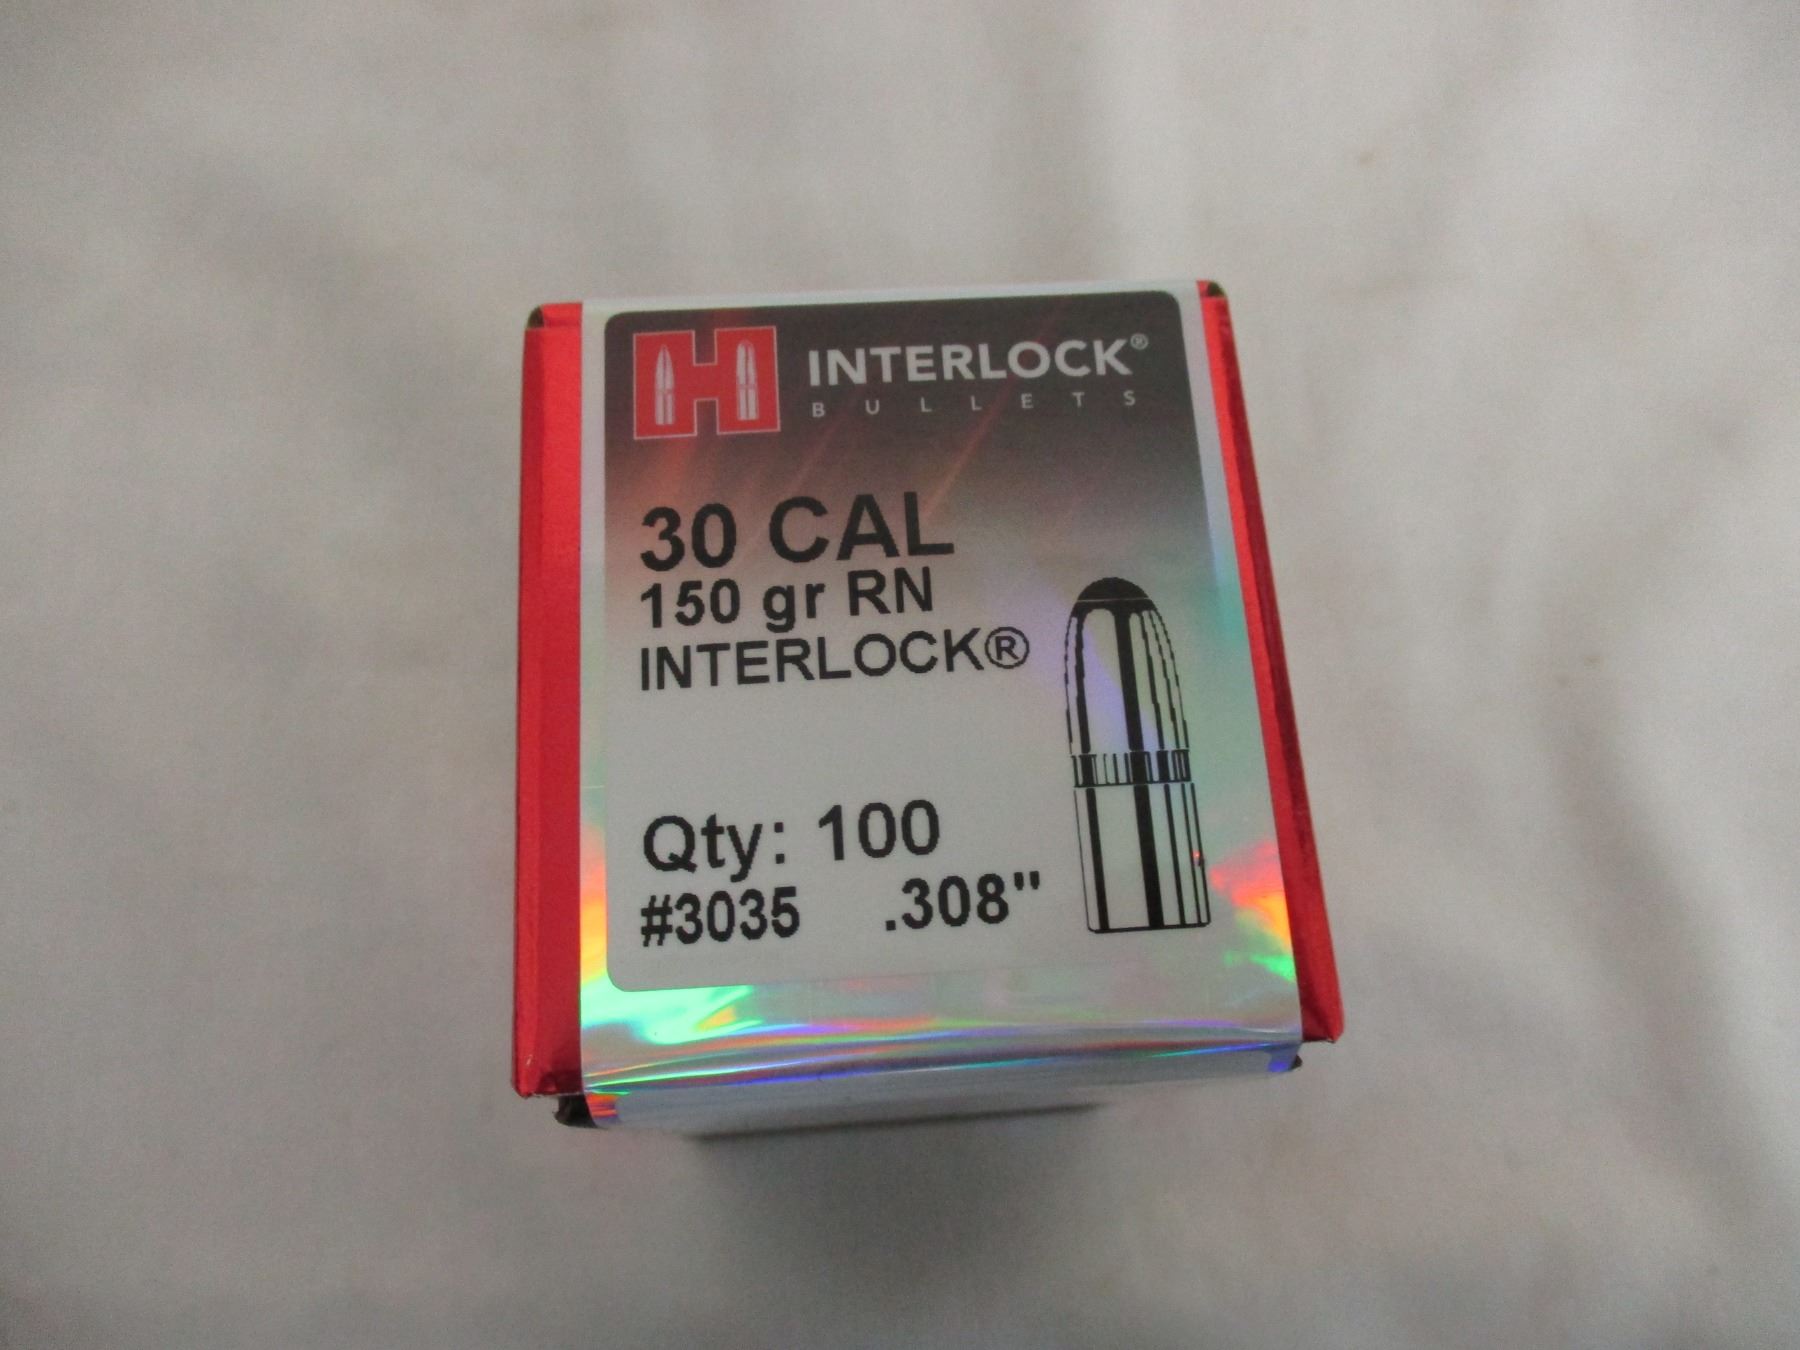 H INTERLOCK®
BULLETS
30 CAL
150 gr RN
INTERLOCK®
Qty: 100
#3035 .308"